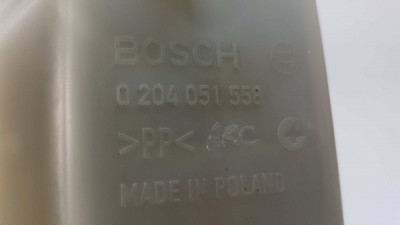 BOSCH
0 204 051 558
>PP<
MADE IN POLAND